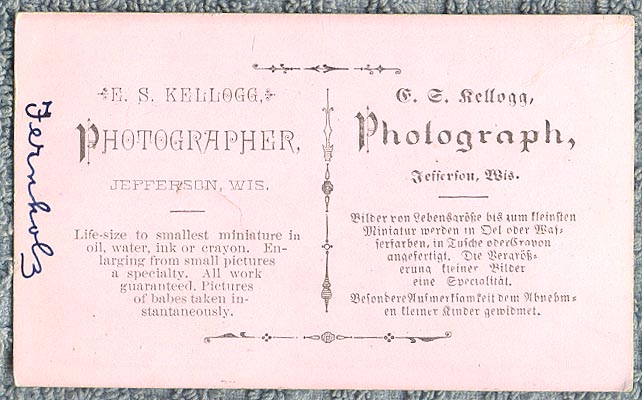 Fernholz
E. S. KELLOGG,
PHOTOGRAPHER,
JEFFERSON, WIS.
Life-size to smallest miniature in
oil, water, ink or crayon. En-
larging from small pictures
a specialty. All work
guaranteed. Pictures
of babes taken in-
stantaneously.
E. S. Kellogg,
Photograph,
Jefferson, Wis.
Bilder von Lebensgröße bis zum kleinsten
Miniatur werden in Oel oder Was-
serfarben, in Tusche oder Crayon
angefertigt. Die Vergröß-
erung kleiner Bilder
eine Specialität.
Besondere Aufmerksamkeit dem Abnehm-
en kleiner Kinder gewidmet.